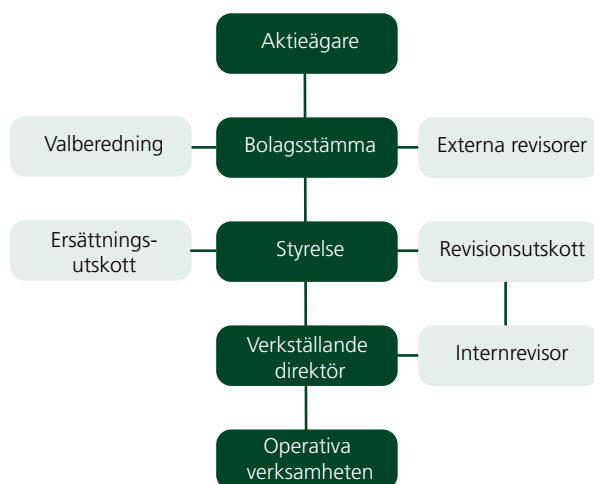 Aktieägare
Valberedning
Bolagsstämma
Externa revisorer
Ersättnings-
utskott
Styrelse
Revisionsutskott
Verkställande
direktör
Internrevisor
Operativa
verksamheten